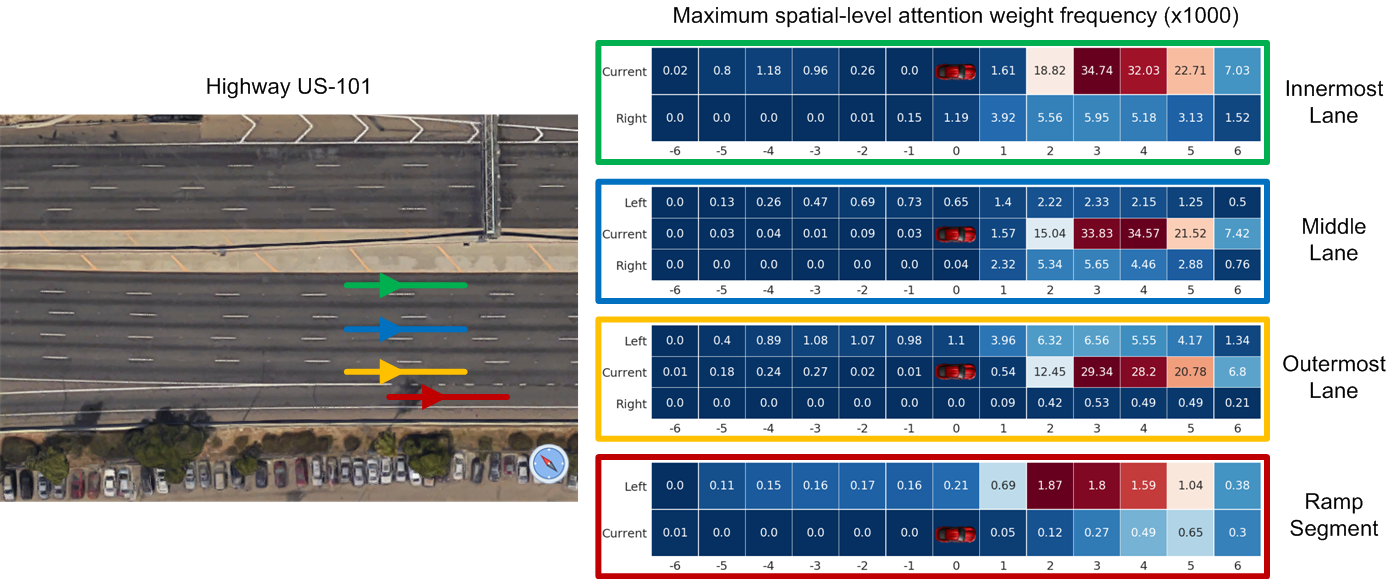 Maximum spatial-level attention weight frequency (x1000)
Highway US-101
Current 0.02 0.8 1.18 0.96 0.26 0.0 1.61 18.82 34.74 32.03 22.71 7.03
Right 0.0 0.0 0.0 0.0 0.01 0.15 1.19 3.92 5.56 5.95 5.18 3.13 1.52
-6 -5 -4 -3 -2 -1 0 1 2 3 4 5 6
Innermost
Lane
Left 0.0 0.13 0.26 0.47 0.69 0.73 0.65 1.4 2.22 2.33 2.15 1.25 0.5
Current 0.0 0.03 0.04 0.01 0.09 0.03 1.57 15.04 33.83 34.57 21.52 7.42
Right 0.0 0.0 0.0 0.0 0.0 0.0 0.04 2.32 5.34 5.65 4.46 2.88 0.76
-6 -5 -4 -3 -2 -1 0 1 2 3 4 5 6
Middle
Lane
Left 0.0 0.4 0.89 1.08 1.07 0.98 1.1 3.96 6.32 6.56 5.55 4.17 1.34
Current 0.01 0.18 0.24 0.27 0.02 0.01 0.54 12.45 29.34 28.2 20.78 6.8
Right 0.0 0.0 0.0 0.0 0.0 0.0 0.0 0.09 0.42 0.53 0.49 0.49 0.21
-6 -5 -4 -3 -2 -1 0 1 2 3 4 5 6
Outermost
Lane
Left 0.0 0.11 0.15 0.16 0.17 0.16 0.21 0.69 1.87 1.8 1.59 1.04 0.38
Current 0.01 0.0 0.0 0.0 0.0 0.0 0.05 0.12 0.27 0.49 0.65 0.3
-6 -5 -4 -3 -2 -1 0 1 2 3 4 5 6
Ramp
Segment